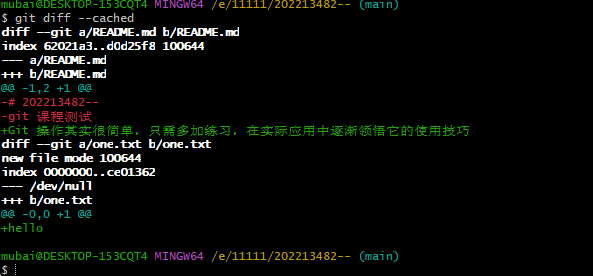 mubai@DESKTOP-153CQT4 MINGW64 /e/11111/202213482-- (main)
$ git diff --cached
diff --git a/README.md b/README.md
index 62021a3..d0d25f8 100644
--- a/README.md
+++ b/README.md
@@ -1,2 +1 @@
-# 202213482--
-git 课程测试
+Git 操作其实很简单，只需多加练习，在实际应用中逐渐领悟它的使用技巧
diff --git a/one.txt b/one.txt
new file mode 100644
index 0000000..ce01362
--- /dev/null
+++ b/one.txt
@@ -0,0 +1 @@
+hello
mubai@DESKTOP-153CQT4 MINGW64 /e/11111/202213482-- (main)
$